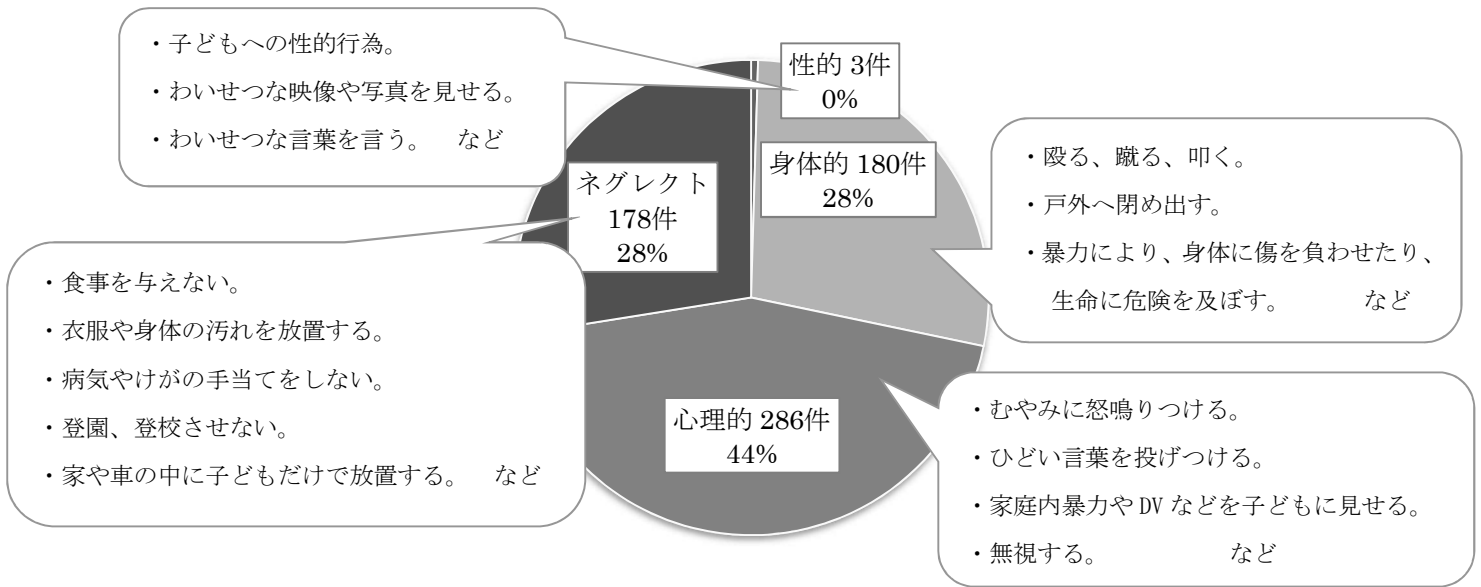 ・子どもへの性的行為。
・わいせつな映像や写真を見せる。
・わいせつな言葉を言う。　など
性的 3件
0%
身体的 180件
28%
・殴る、蹴る、叩く。
・戸外へ閉め出す。
・暴力により、身体に傷を負わせたり、
生命に危険を及ぼす。　　　など
ネグレクト
178件
28%
・食事を与えない。
・衣服や身体の汚れを放置する。
・病気やけがの手当てをしない。
・登園、登校させない。
・家や車の中に子どもだけで放置する。　など
心理的 286件
44%
・むやみに怒鳴りつける。
・ひどい言葉を投げつける。
・家庭内暴力や DV などを子どもに見せる。
・無視する。　　　　　など